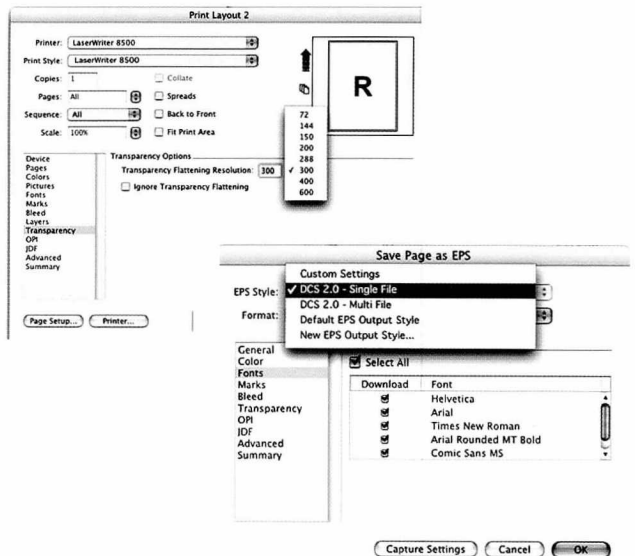 Print Layout 2
Printer: LaserWriter 8500
Print Style: LaserWriter 8500
Copies: 1 Collate
Pages: All Spreads
Sequence: All Back to Front
Scale: 100% Fit Print Area
R
72
144
150
200
288
✓ 300
400
600
Device
Pages
Colors
Pictures
Fonts
Marks
Bleed
Layers
Transparency
OPI
JDF
Advanced
Summary
Transparency Options
Transparency Flattening Resolution: 300
Ignore Transparency Flattening
Page Setup... Printer...
Save Page as EPS
EPS Style:
Format:
Custom Settings
✓ DCS 2.0 - Single File
DCS 2.0 - Multi File
Default EPS Output Style
New EPS Output Style...
General
Color
Fonts
Marks
Bleed
Transparency
OPI
JDF
Advanced
Summary
Select All
Download Font
Helvetica
Arial
Times New Roman
Arial Rounded MT Bold
Comic Sans MS
Capture Settings Cancel OK